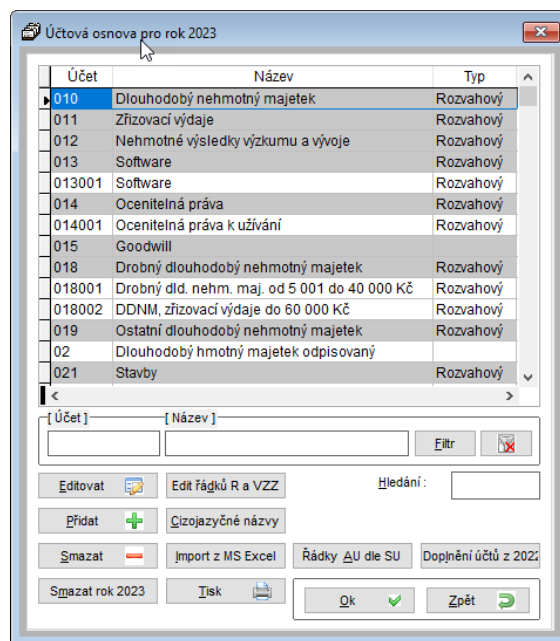 Účtová osnova pro rok 2023
Účet Název Typ
010 Dlouhodobý nehmotný majetek Rozvahový
011 Zřizovací výdaje Rozvahový
012 Nehmotné výsledky výzkumu a vývoje Rozvahový
013 Software Rozvahový
013001 Software Rozvahový
014 Ocenitelná práva Rozvahový
014001 Ocenitelná práva k užívání Rozvahový
015 Goodwill
018 Drobný dlouhodobý nehmotný majetek Rozvahový
018001 Drobný dld. nehm. maj. od 5 001 do 40 000 Kč Rozvahový
018002 DDNM, zřizovací výdaje do 60 000 Kč Rozvahový
019 Ostatní dlouhodobý nehmotný majetek Rozvahový
02 Dlouhodobý hmotný majetek odpisovaný
021 Stavby Rozvahový
[ Účet ] [ Název ]
Filtr
Editovat Edit řádků R a VZZ Hledání :
Přidat Cizojazyčné názvy
Smazat Import z MS Excel Řádky AU dle SU Doplnění účtů z 2022
Smazat rok 2023 Tisk Ok Zpět